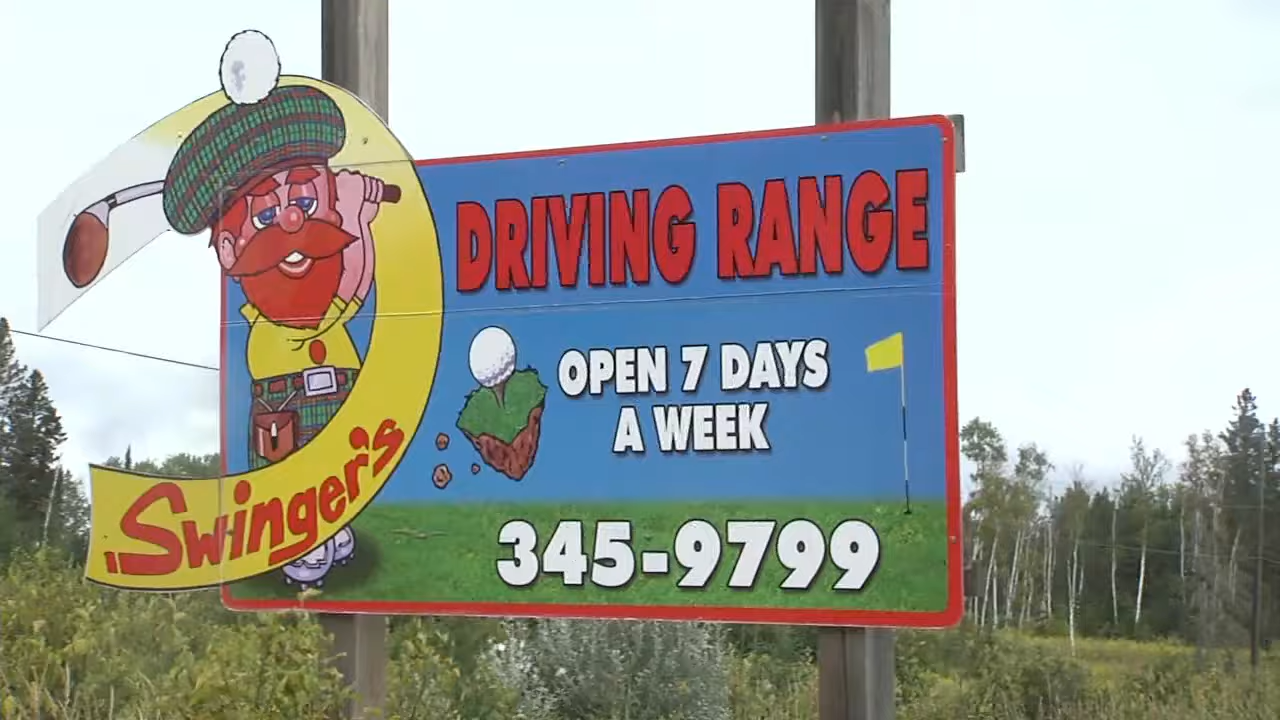 Swinger's
DRIVING RANGE
OPEN 7 DAYS
A WEEK
345-9799